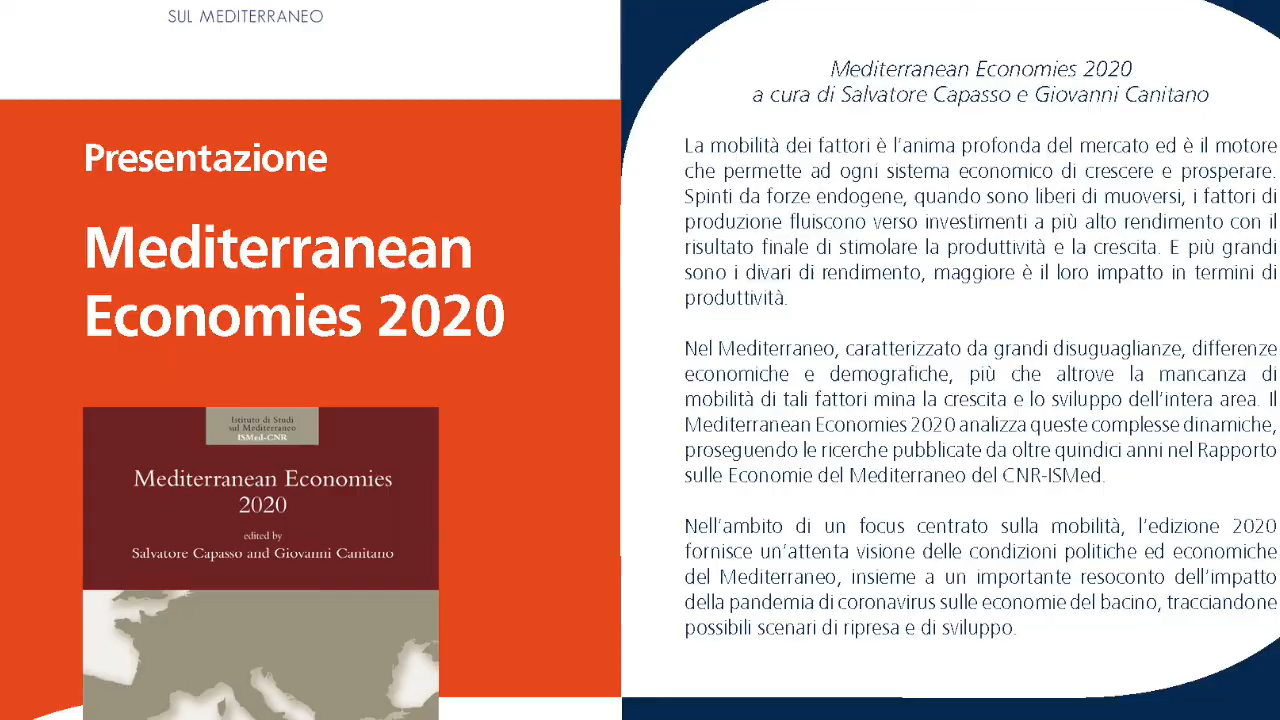 SUL MEDITERRANEO
Presentazione
Mediterranean
Economies 2020
Istituto di Studi
sul Mediterraneo
ISMed-CNR
Mediterranean Economies
2020
edited by
Salvatore Capasso and Giovanni Canitano
Mediterranean Economies 2020
a cura di Salvatore Capasso e Giovanni Canitano
La mobilità dei fattori è l'anima profonda del mercato ed è il motore
che permette ad ogni sistema economico di crescere e prosperare.
Spinti da forze endogene, quando sono liberi di muoversi, i fattori di
produzione fluiscono verso investimenti a più alto rendimento con il
risultato finale di stimolare la produttività e la crescita. E più grandi
sono i divari di rendimento, maggiore è il loro impatto in termini di
produttività.
Nel Mediterraneo, caratterizzato da grandi disuguaglianze, differenze
economiche e demografiche, più che altrove la mancanza di
mobilità di tali fattori mina la crescita e lo sviluppo dell'intera area. Il
Mediterranean Economies 2020 analizza queste complesse dinamiche,
proseguendo le ricerche pubblicate da oltre quindici anni nel Rapporto
sulle Economie del Mediterraneo del CNR-ISMed.
Nell'ambito di un focus centrato sulla mobilità, l'edizione 2020
fornisce un'attenta visione delle condizioni politiche ed economiche
del Mediterraneo, insieme a un importante resoconto dell'impatto
della pandemia di coronavirus sulle economie del bacino, tracciandone
possibili scenari di ripresa e di sviluppo.